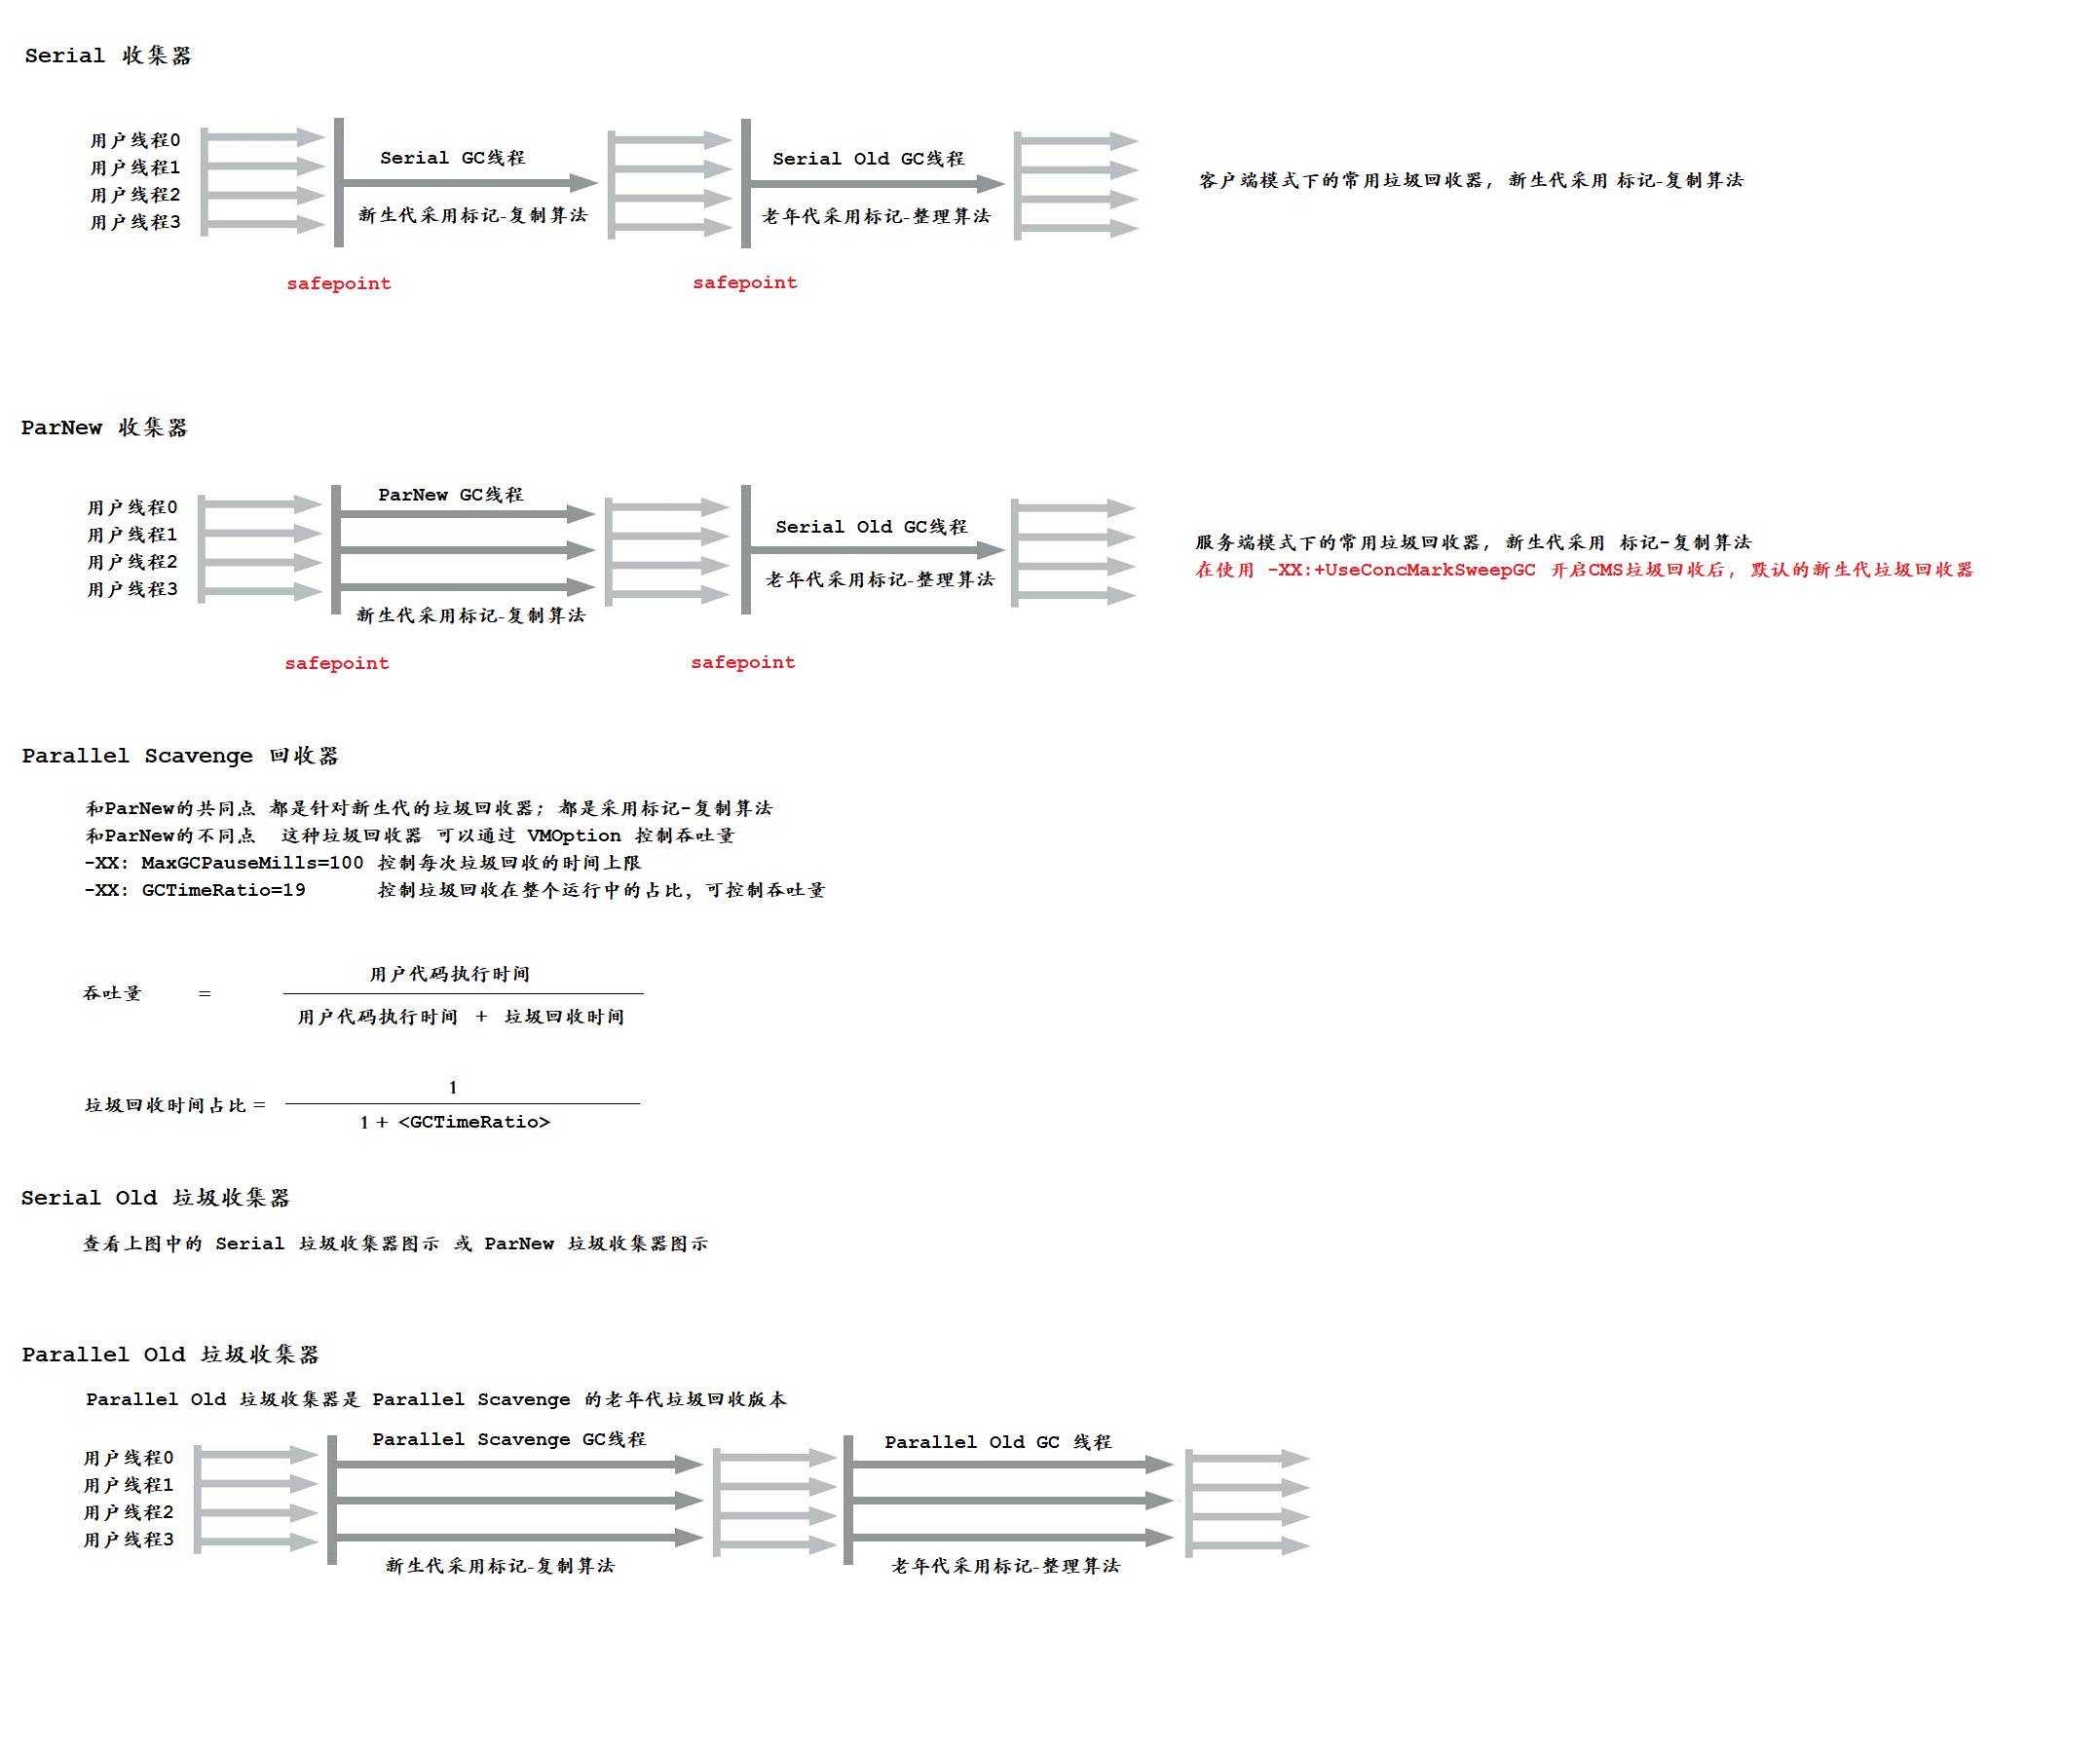 Serial 收集器
用户线程0
用户线程1
用户线程2
用户线程3
Serial GC线程
新生代采用标记-复制算法
Serial Old GC线程
老年代采用标记-整理算法
客户端模式下的常用垃圾回收器, 新生代采用 标记-复制算法
safepoint
safepoint
ParNew 收集器
用户线程0
用户线程1
用户线程2
用户线程3
ParNew GC线程
新生代采用标记-复制算法
Serial Old GC线程
老年代采用标记-整理算法
服务端模式下的常用垃圾回收器, 新生代采用 标记-复制算法
在使用 -XX:+UseConcMarkSweepGC 开启CMS垃圾回收后, 默认的新生代垃圾回收器
safepoint
safepoint
Parallel Scavenge 回收器
和ParNew的共同点 都是针对新生代的垃圾回收器; 都是采用标记-复制算法
和ParNew的不同点 这种垃圾回收器 可以通过 VMOption 控制吞吐量
-XX: MaxGCPauseMills=100 控制每次垃圾回收的时间上限
-XX: GCTimeRatio=19 控制垃圾回收在整个运行中的占比, 可控制吞吐量
用户代码执行时间
吞吐量 =
用户代码执行时间 + 垃圾回收时间
1
垃圾回收时间占比 =
1 + <GCTimeRatio>
Serial Old 垃圾收集器
查看上图中的 Serial 垃圾收集器图示 或 ParNew 垃圾收集器图示
Parallel Old 垃圾收集器
Parallel Old 垃圾收集器是 Parallel Scavenge 的老年代垃圾回收版本
用户线程0
用户线程1
用户线程2
用户线程3
Parallel Scavenge GC线程
新生代采用标记-复制算法
Parallel Old GC 线程
老年代采用标记-整理算法